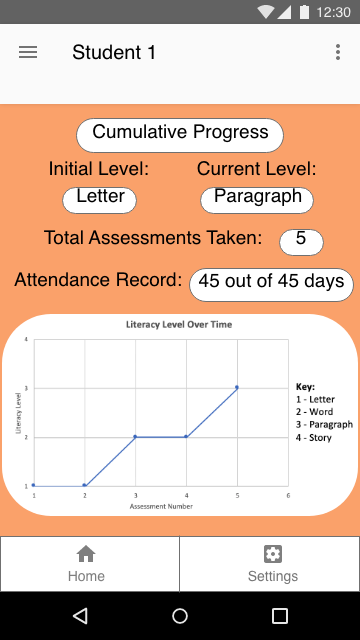 12:30
Student 1
Cumulative Progress
Initial Level: Current Level:
Letter Paragraph
Total Assessments Taken: 5
Attendance Record: 45 out of 45 days
Literacy Level Over Time
4
3
2
1
Literacy Level
1 2 3 4 5 6
Assessment Number
Key:
1 - Letter
2 - Word
3 - Paragraph
4 - Story
Home Settings